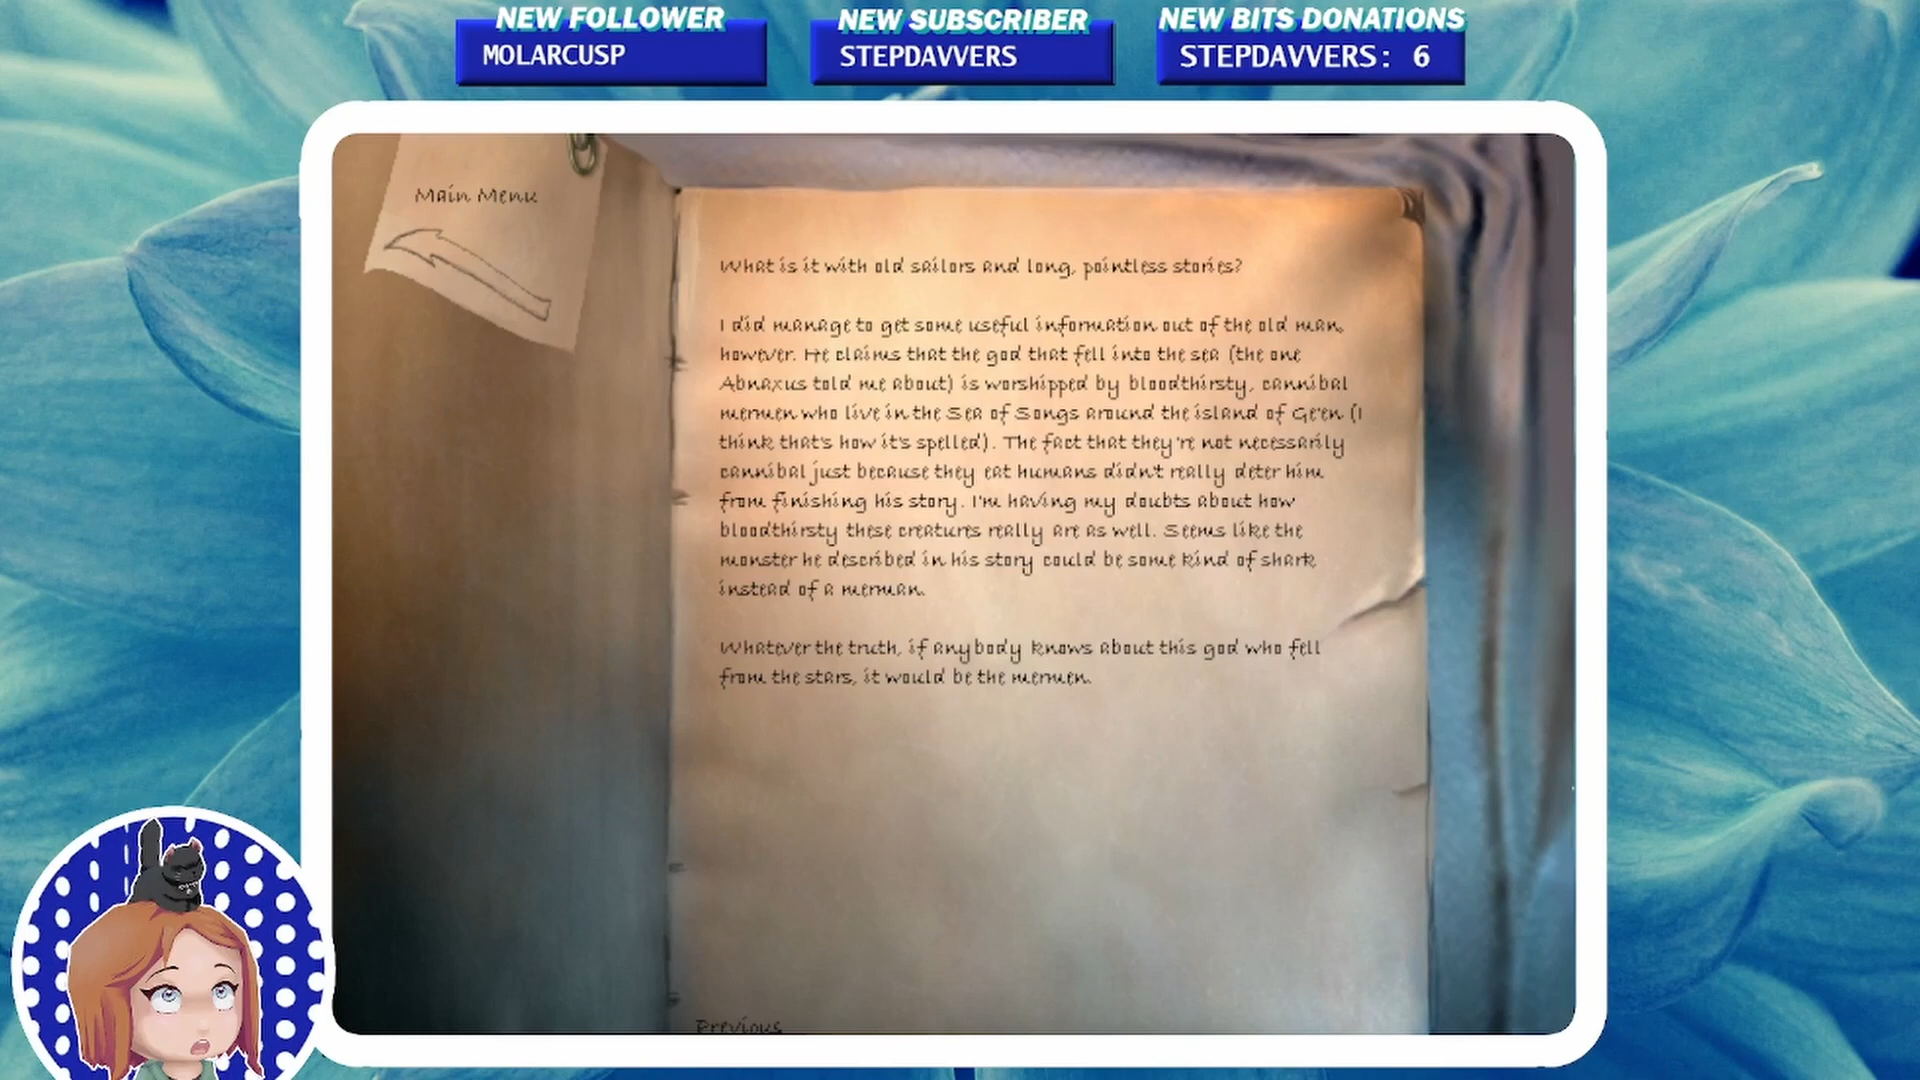 NEW FOLLOWER
MOLARCUSP
NEW SUBSCRIBER
STEPDAVVERS
NEW BITS DONATIONS
STEPDAVVERS: 6
Main Menu
What is it with old sailors and long, pointless stories?
I did manage to get some useful information out of the old man,
however. He claims that the god that fell into the sea (the one
Abnaxus told me about) is worshipped by bloodthirsty, cannibal
mermen who live in the Sea of Songs around the island of Ge'en (I
think that's how it's spelled). The fact that they're not necessarily
cannibal just because they eat humans didn't really deter him
from finishing his story. I'm having my doubts about how
bloodthirsty these creatures really are as well. Seems like the
monster he described in his story could be some kind of shark
instead of a merman.
Whatever the truth, if anybody knows about this god who fell
from the stars, it would be the mermen.
Previous